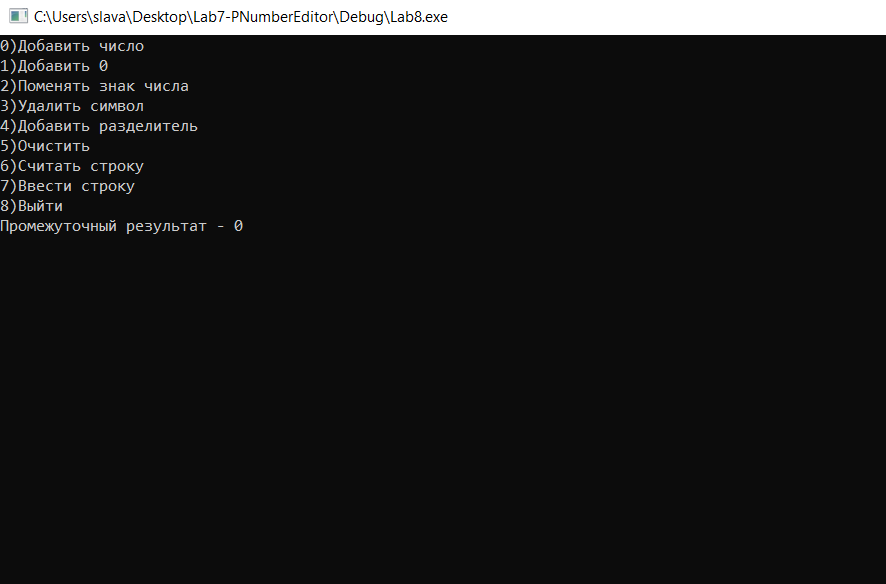 C:\Users\slava\Desktop\Lab7-PNumberEditor\Debug\Lab8.exe
0)Добавить число
1)Добавить 0
2)Поменять знак числа
3)Удалить символ
4)Добавить разделитель
5)Очистить
6)Считать строку
7)Ввести строку
8)Выйти
Промежуточный результат - 0